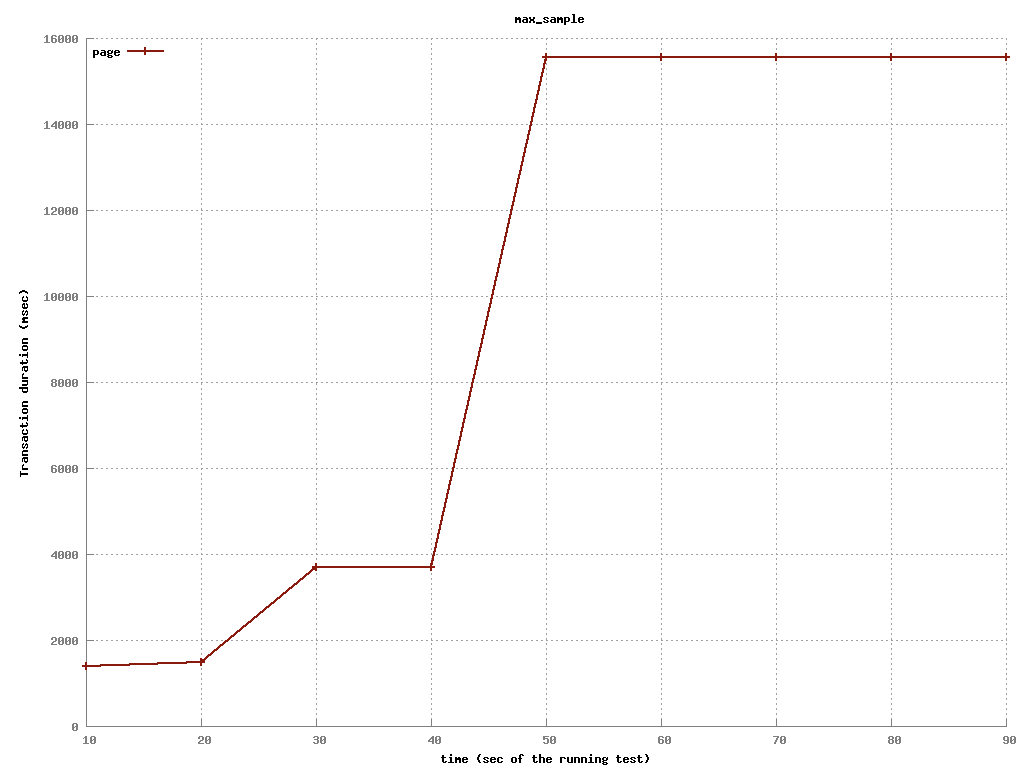 max_sample
page
16000
14000
12000
10000
8000
6000
4000
2000
0
Transaction duration (msec)
10 20 30 40 50 60 70 80 90
time (sec of the running test)